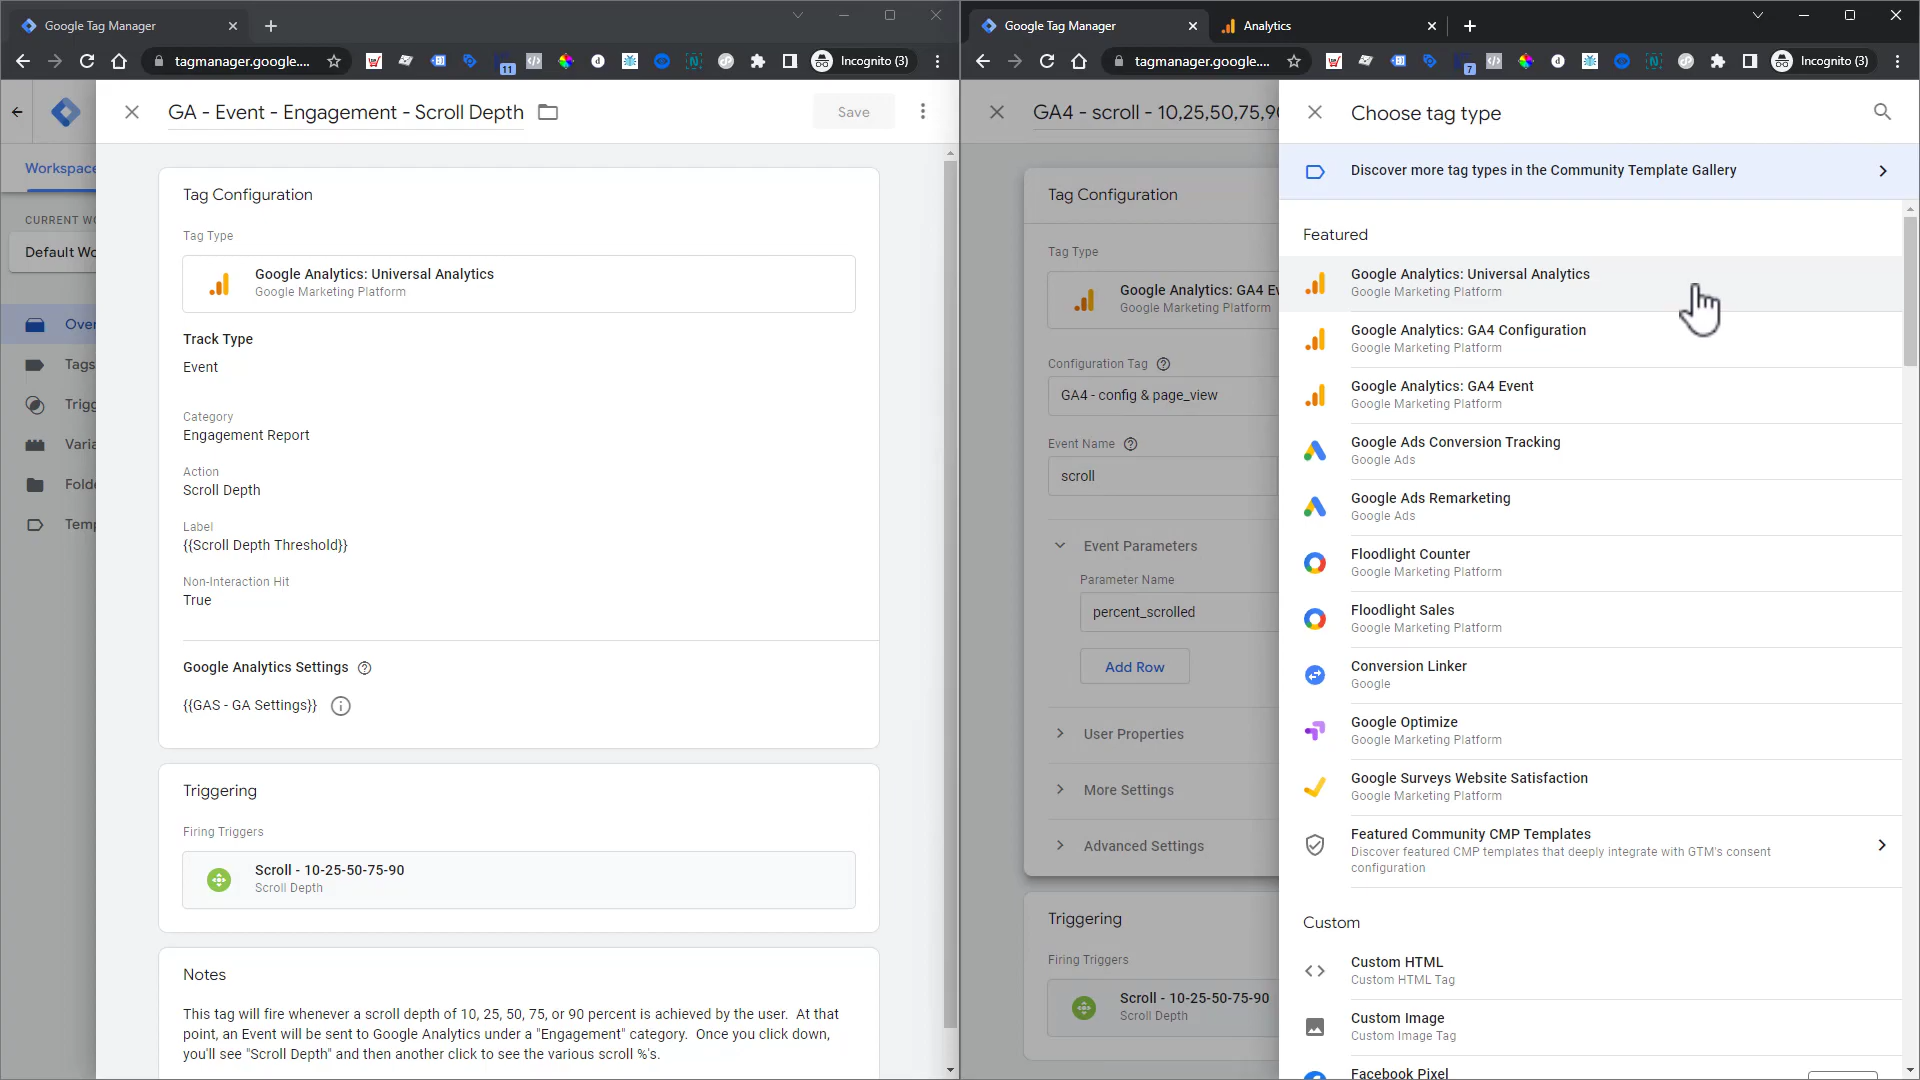 Google Tag Manager
tagmanager.google....
11
Incognito (3)
GA - Event - Engagement - Scroll Depth
Save
Workspace
CURRENT WO
Default Wo
Over
Tags
Trigg
Varia
Folde
Temp
Tag Configuration
Tag Type
Google Analytics: Universal Analytics
Google Marketing Platform
Track Type
Event
Category
Engagement Report
Action
Scroll Depth
Label
{{Scroll Depth Threshold}}
Non-Interaction Hit
True
Google Analytics Settings
{{GAS - GA Settings}}
Triggering
Firing Triggers
Scroll - 10-25-50-75-90
Scroll Depth
Notes
This tag will fire whenever a scroll depth of 10, 25, 50, 75, or 90 percent is achieved by the user. At that
point, an Event will be sent to Google Analytics under a "Engagement" category. Once you click down,
you'll see "Scroll Depth" and then another click to see the various scroll %'s.
Google Tag Manager
Analytics
tagmanager.google....
7
Incognito (3)
GA4 - scroll - 10,25,50,75,90
Tag Configuration
Tag Type
Google Analytics: GA4 Ev
Google Marketing Platform
Configuration Tag
GA4 - config & page_view
Event Name
scroll
Event Parameters
Parameter Name
percent_scrolled
Add Row
User Properties
More Settings
Advanced Settings
Triggering
Firing Triggers
Scroll - 10-25-50-75-90
Scroll Depth
Choose tag type
Discover more tag types in the Community Template Gallery
Featured
Google Analytics: Universal Analytics
Google Marketing Platform
Google Analytics: GA4 Configuration
Google Marketing Platform
Google Analytics: GA4 Event
Google Marketing Platform
Google Ads Conversion Tracking
Google Ads
Google Ads Remarketing
Google Ads
Floodlight Counter
Google Marketing Platform
Floodlight Sales
Google Marketing Platform
Conversion Linker
Google
Google Optimize
Google Marketing Platform
Google Surveys Website Satisfaction
Google Marketing Platform
Featured Community CMP Templates
Discover featured CMP templates that deeply integrate with GTM's consent
configuration
Custom
Custom HTML
Custom HTML Tag
Custom Image
Custom Image Tag
Facebook Pixel